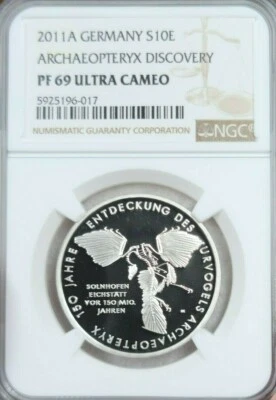 2011A GERMANY S10E
ARCHAEOPTERYX DISCOVERY
PF 69 ULTRA CAMEO
5925196-017
NUMISMATIC GUARANTY CORPORATION
NGC
150 JAHRE ENTDECKUNG DES URVOGELS ARCHAEOPTERYX
SOLNHOFEN
EICHSTÄTT
VOR 150 MIO.
JAHREN